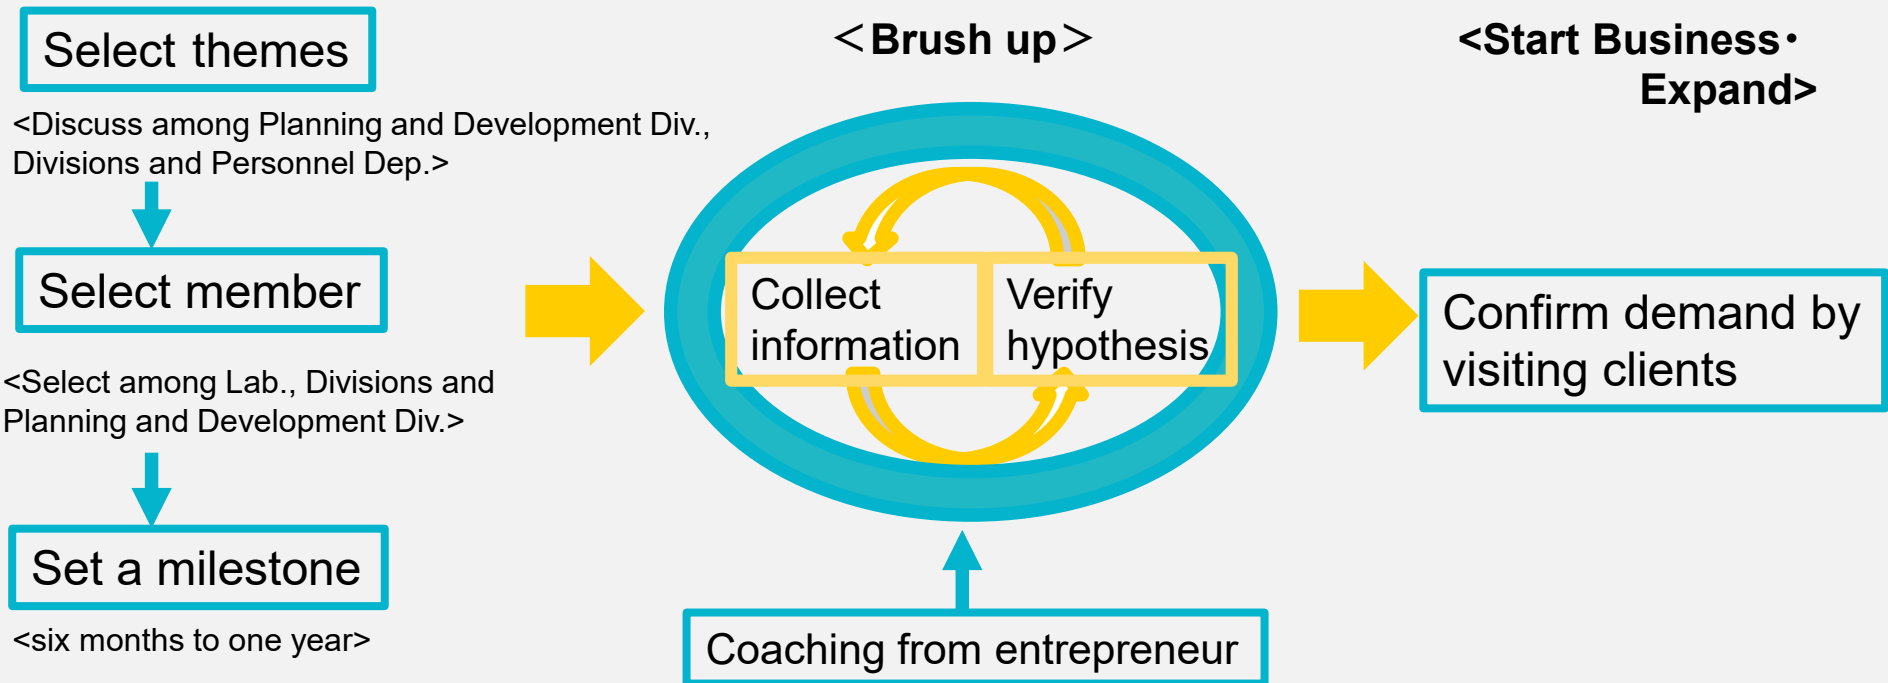 Select themes
<Discuss among Planning and Development Div.,
Divisions and Personnel Dep.>
Select member
<Select among Lab., Divisions and
Planning and Development Div.>
Set a milestone
<six months to one year>
＜Brush up＞
Collect
information
Verify
hypothesis
Coaching from entrepreneur
<Start Business・
Expand>
Confirm demand by
visiting clients